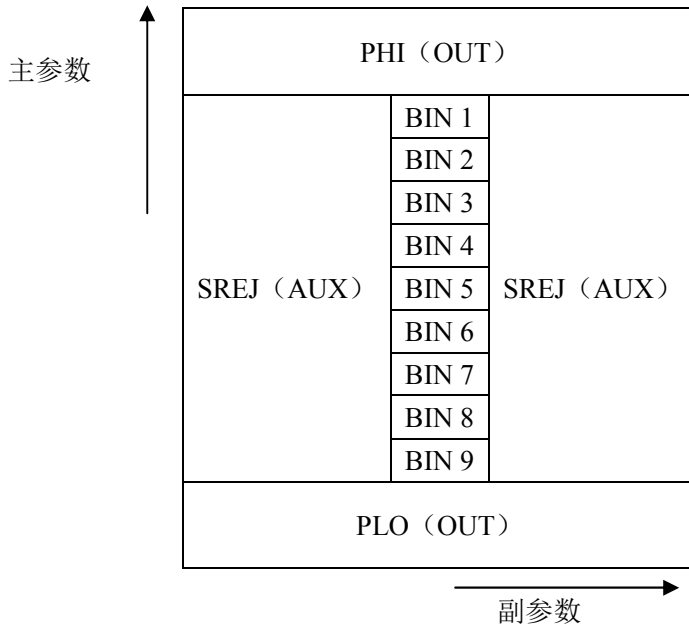 主参数
PHI（OUT）
BIN 1
BIN 2
BIN 3
BIN 4
SREJ（AUX）
BIN 5
SREJ（AUX）
BIN 6
BIN 7
BIN 8
BIN 9
PLO（OUT）
副参数